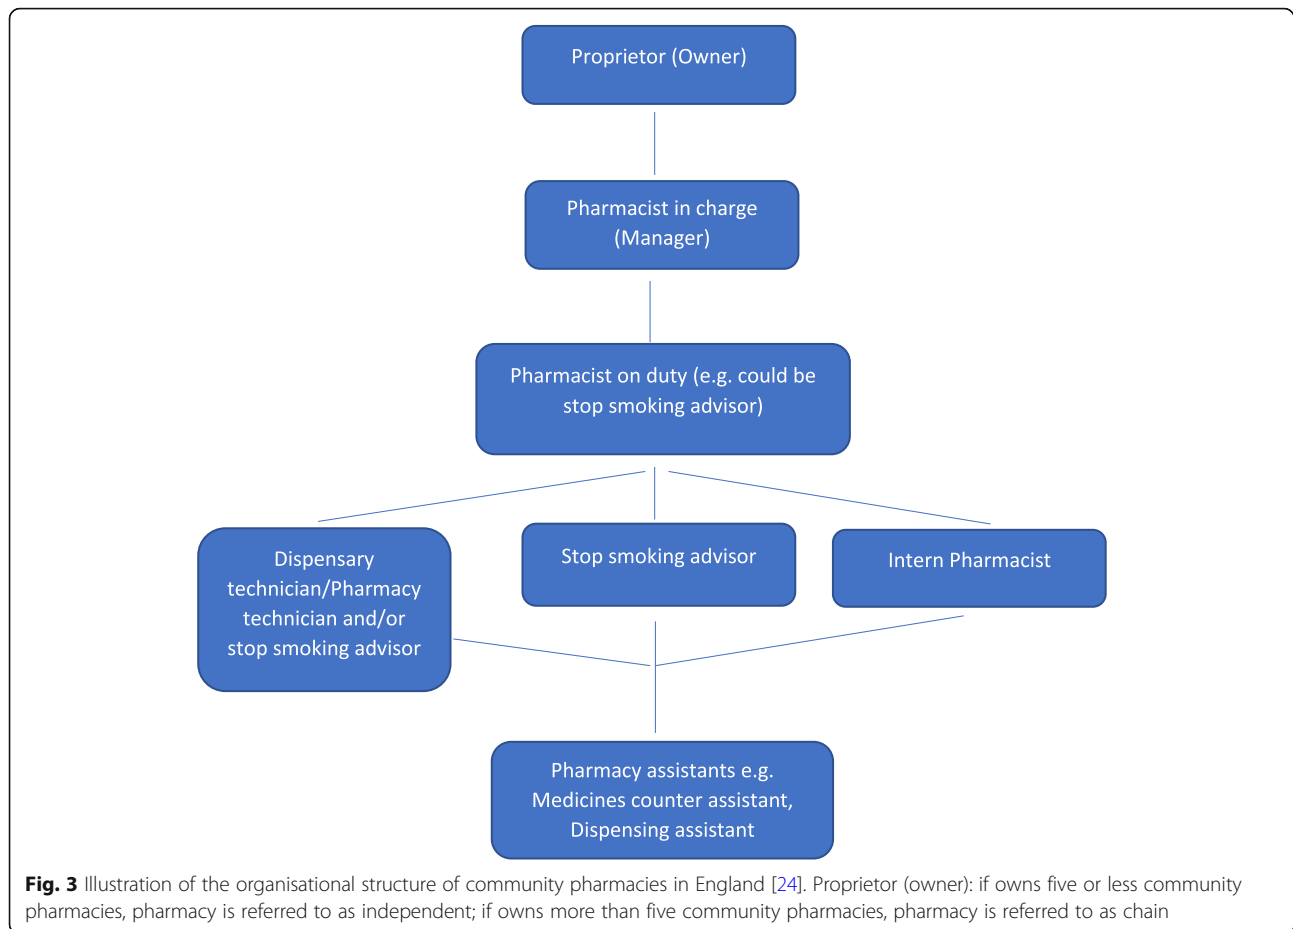 Proprietor (Owner)
Pharmacist in charge
(Manager)
Pharmacist on duty (e.g. could be
stop smoking advisor)
Dispensary
technician/Pharmacy
technician and/or
stop smoking advisor
Stop smoking advisor
Intern Pharmacist
Pharmacy assistants e.g.
Medicines counter assistant,
Dispensing assistant
Fig. 3 Illustration of the organisational structure of community pharmacies in England [24]. Proprietor (owner): if owns five or less community
pharmacies, pharmacy is referred to as independent; if owns more than five community pharmacies, pharmacy is referred to as chain